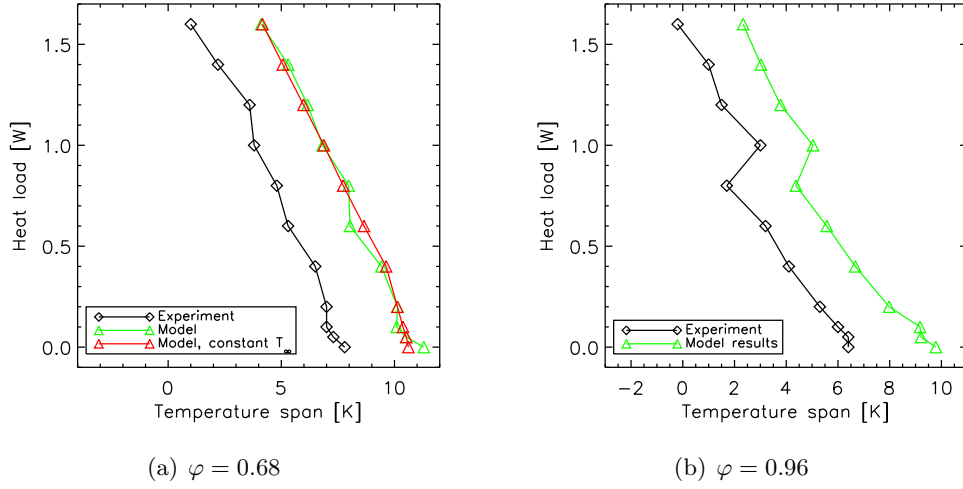 Heat load [W]
1.5
1.0
0.5
0.0
Experiment
Model
Model, constant T∞
0 5 10
Temperature span [K]
(a) φ = 0.68
Heat load [W]
1.5
1.0
0.5
0.0
Experiment
Model results
−2 0 2 4 6 8 10
Temperature span [K]
(b) φ = 0.96